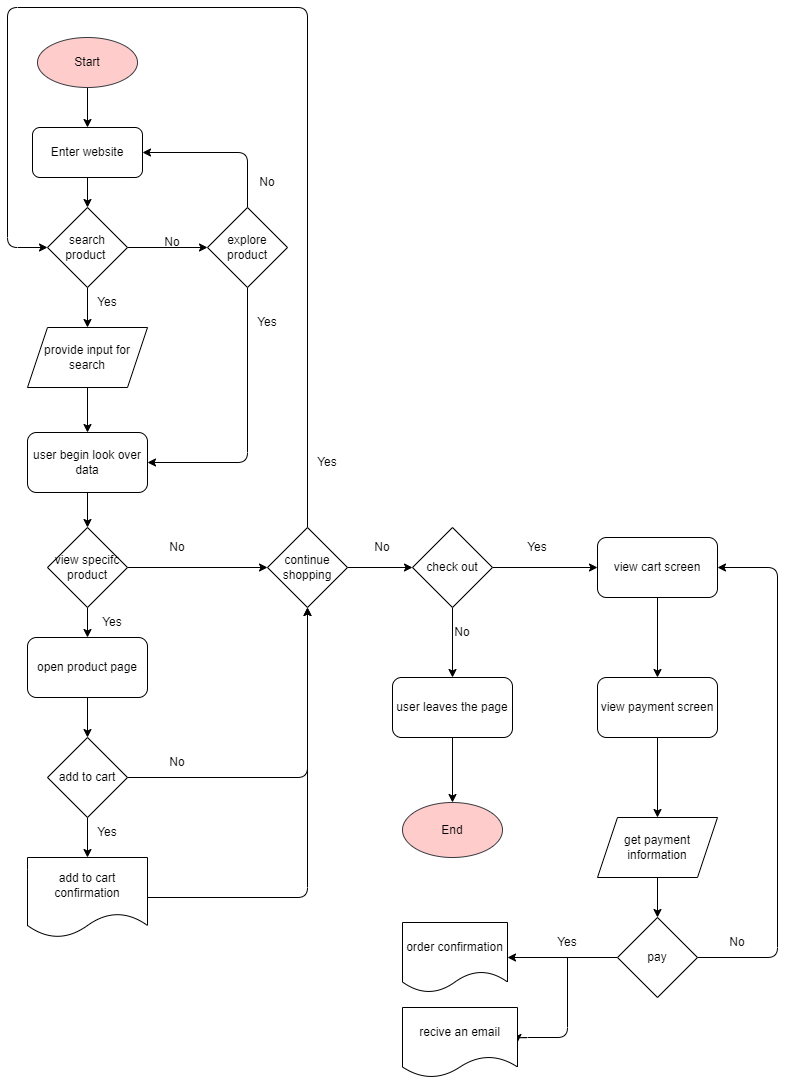 Start
Enter website
No
search
product
No
explore
product
Yes
Yes
provide input for
search
user begin look over
data
Yes
view specifc
product
No
continue
shopping
No
check out
Yes
view cart screen
Yes
No
open product page
user leaves the page
view payment screen
add to cart
No
Yes
End
get payment
information
add to cart
confirmation
order confirmation
Yes
pay
No
recive an email